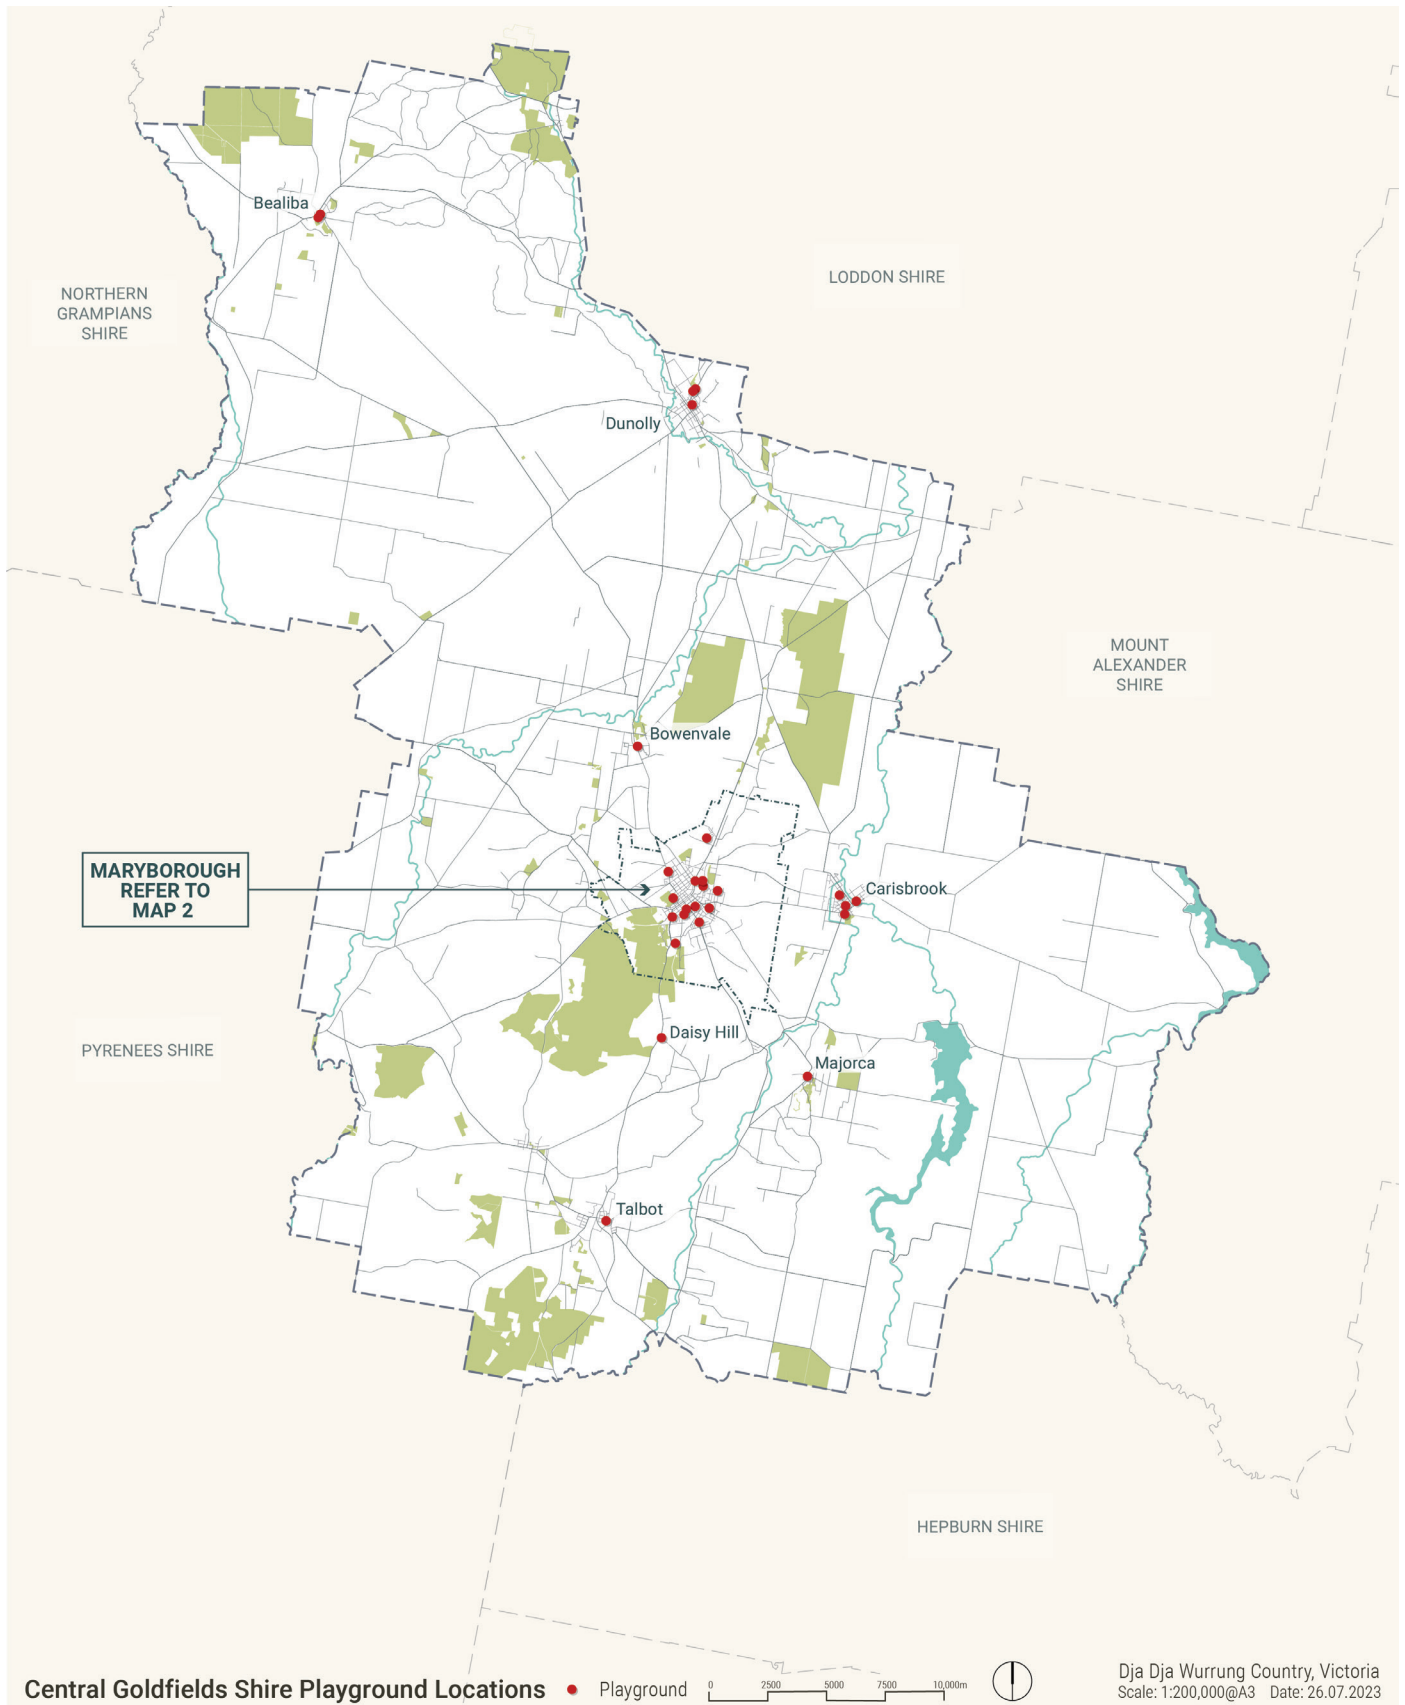 Bealiba
LODDON SHIRE
NORTHERN
GRAMPIANS
SHIRE
Dunolly
MOUNT
ALEXANDER
SHIRE
Bowenvale
MARYBOROUGH
REFER TO
MAP 2
Carisbrook
Daisy Hill
PYRENEES SHIRE
Majorca
Talbot
HEPBURN SHIRE
Central Goldfields Shire Playground Locations
Playground
0 2500 5000 7500 10,000m
Dja Dja Wurrung Country, Victoria
Scale: 1:200,000@A3 Date: 26.07.2023